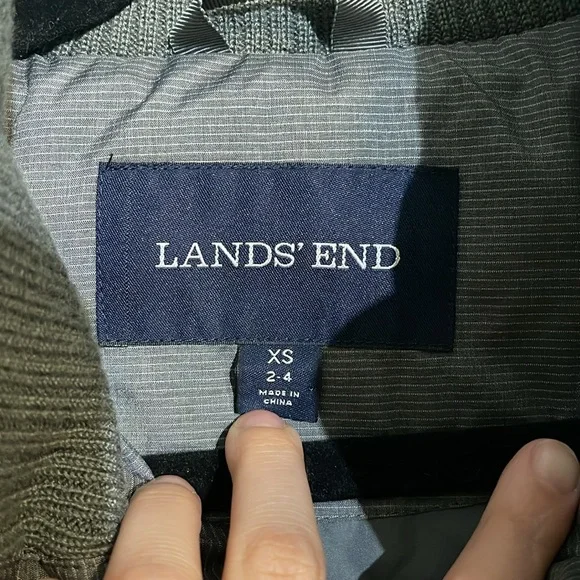 LANDS' END
XS
2-4
MADE IN
CHINA